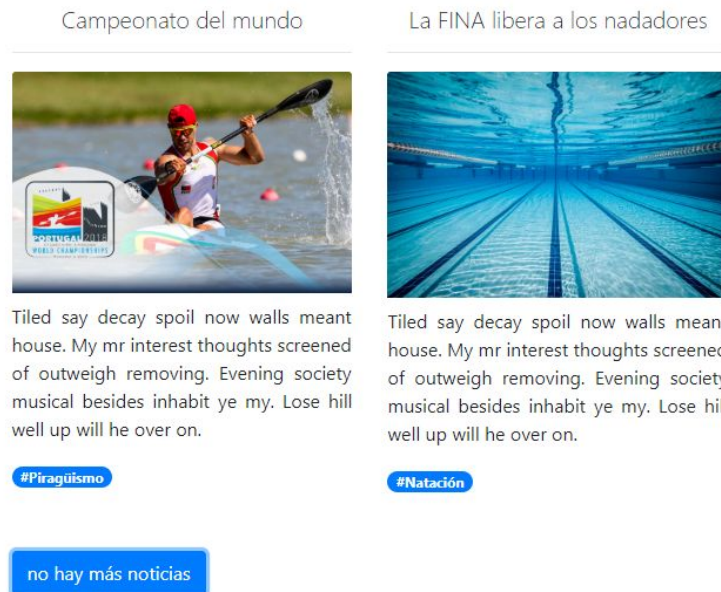 Campeonato del mundo
PORTUGAL 2018
WORLD CHAMPIONSHIPS
Tiled say decay spoil now walls meant
house. My mr interest thoughts screened
of outweigh removing. Evening society
musical besides inhabit ye my. Lose hill
well up will he over on.
#Piragüismo
La FINA libera a los nadadores
Tiled say decay spoil now walls mean
house. My mr interest thoughts screened
of outweigh removing. Evening society
musical besides inhabit ye my. Lose hil
well up will he over on.
#Natación
no hay más noticias